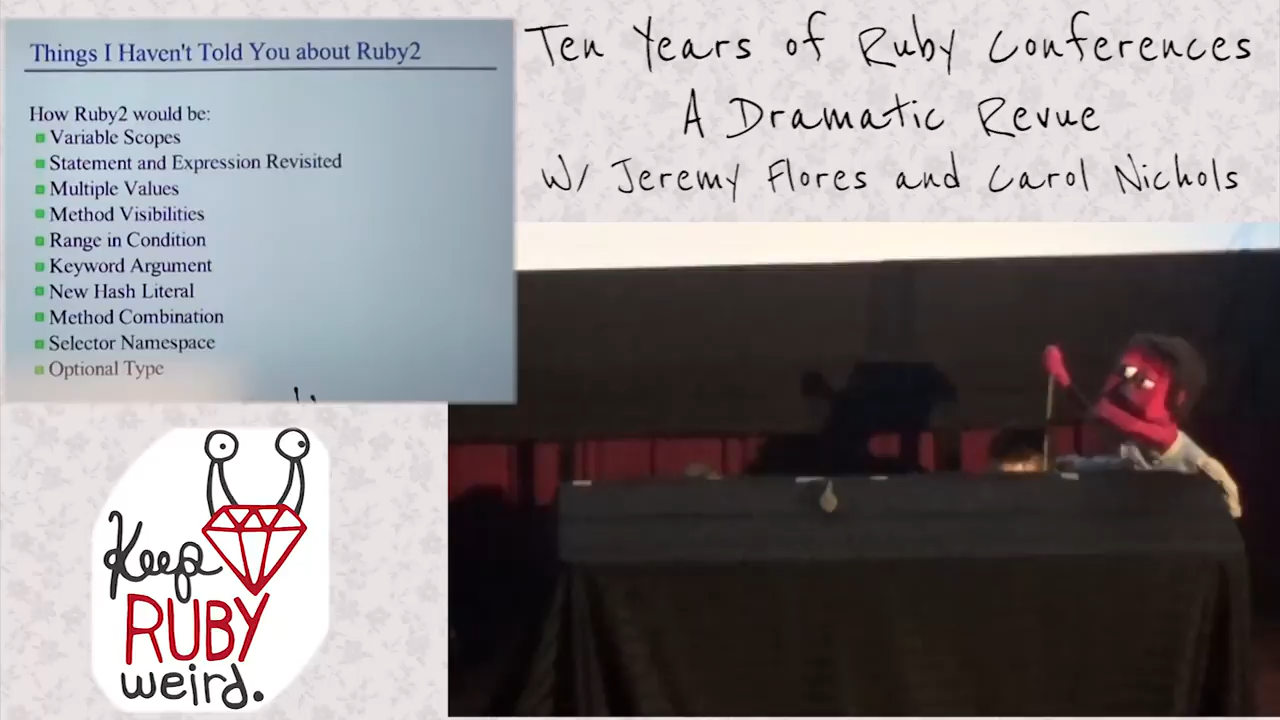 Things I Haven't Told You about Ruby2
How Ruby2 would be:
Variable Scopes
Statement and Expression Revisited
Multiple Values
Method Visibilities
Range in Condition
Keyword Argument
New Hash Literal
Method Combination
Selector Namespace
Optional Type
Ten Years of Ruby Conferences
A Dramatic Revue
W/ Jeremy Flores and Carol Nichols
Keep
RUBY
weird.